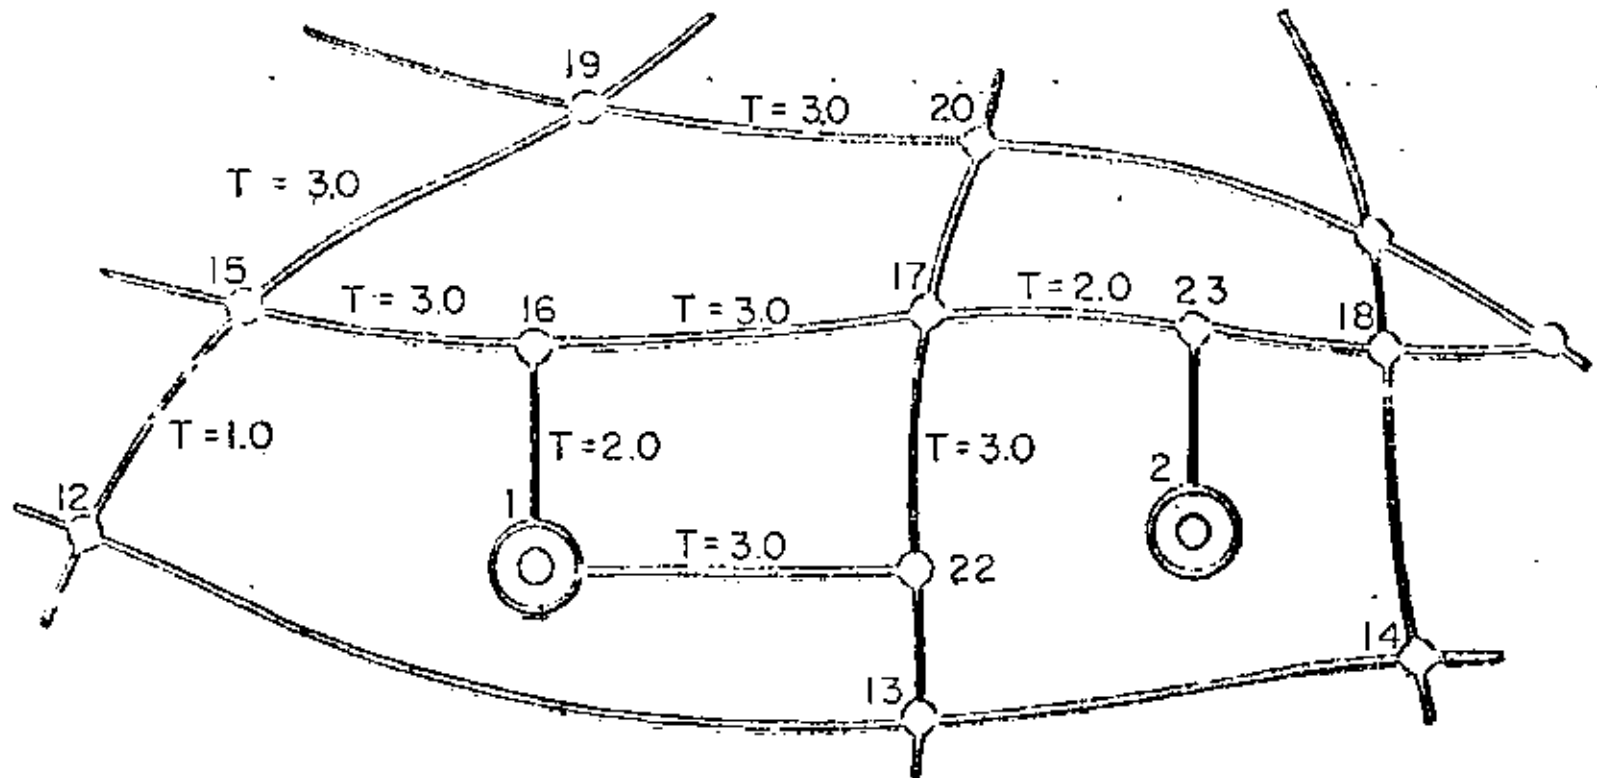 19
T = 3.0
20
T = 3.0
15
T = 3.0
16
T = 3.0
17
T = 2.0
23
18
T = 1.0
T = 2.0
T = 3.0
2
12
1
T = 3.0
22
14
13